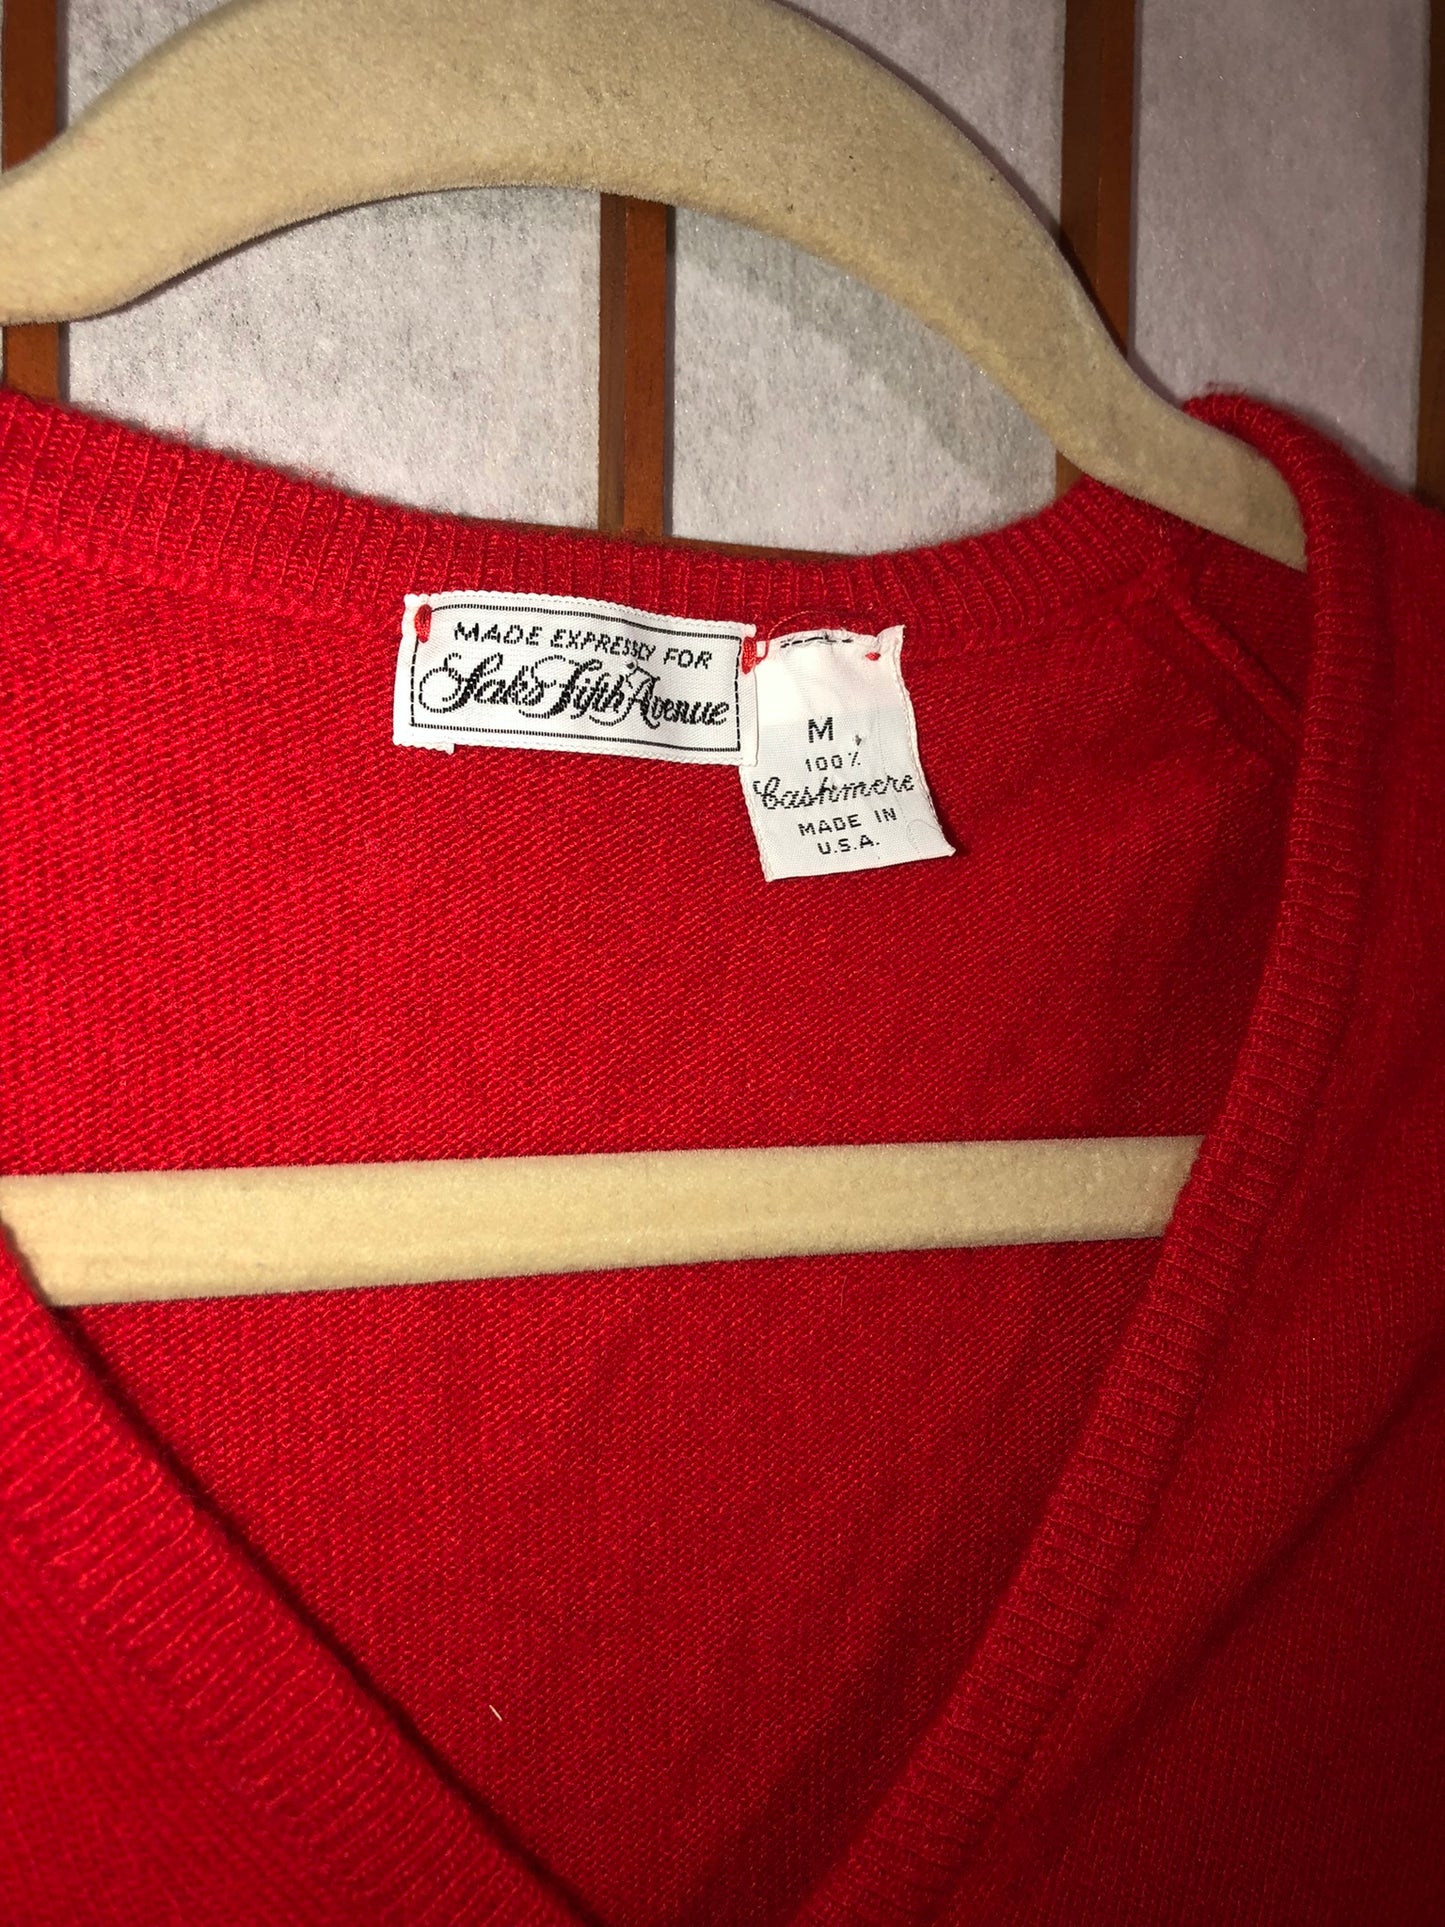 MADE EXPRESSLY FOR
Saks Fifth Avenue
M
100%
Cashmere
MADE IN
U.S.A.